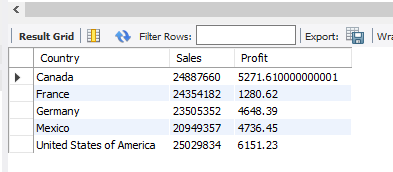 Result Grid Filter Rows: Export: Wra
Country Sales Profit
Canada 24887660 5271.610000000001
France 24354182 1280.62
Germany 23505352 4648.39
Mexico 20949357 4736.45
United States of America 25029834 6151.23